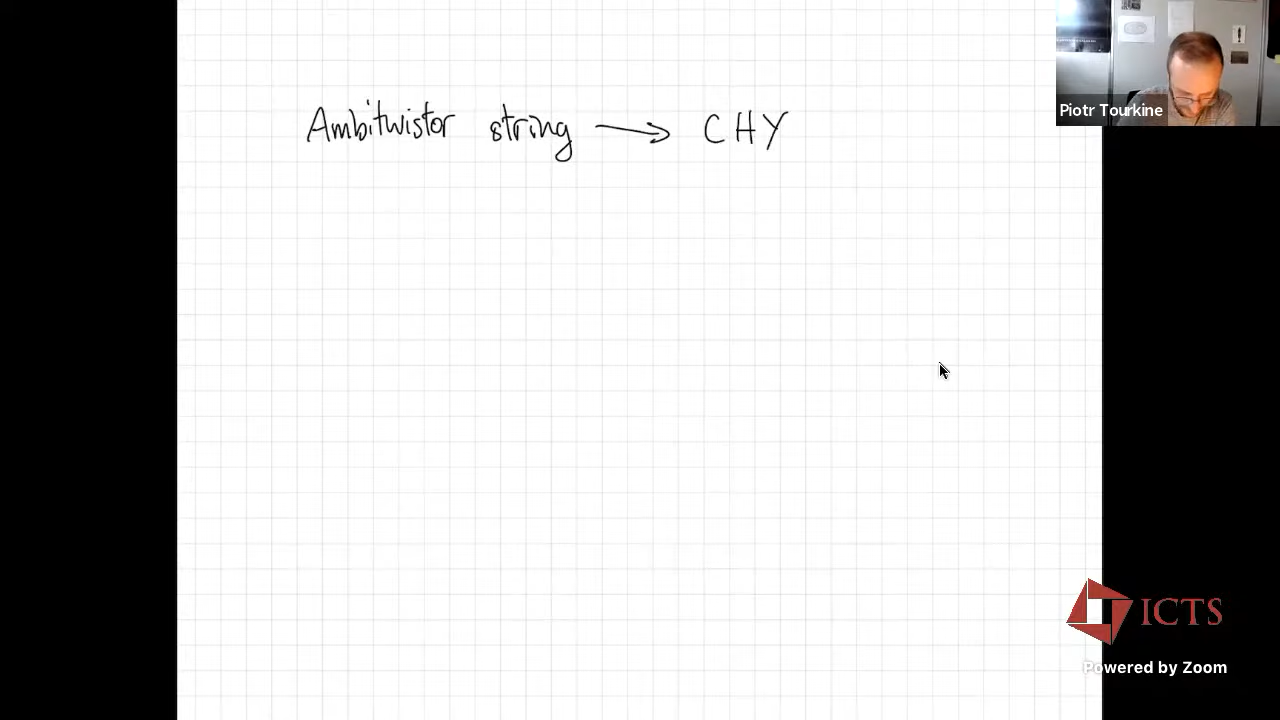 Ambitwistor string → CHY
Piotr Tourkine
ICTS
Powered by Zoom